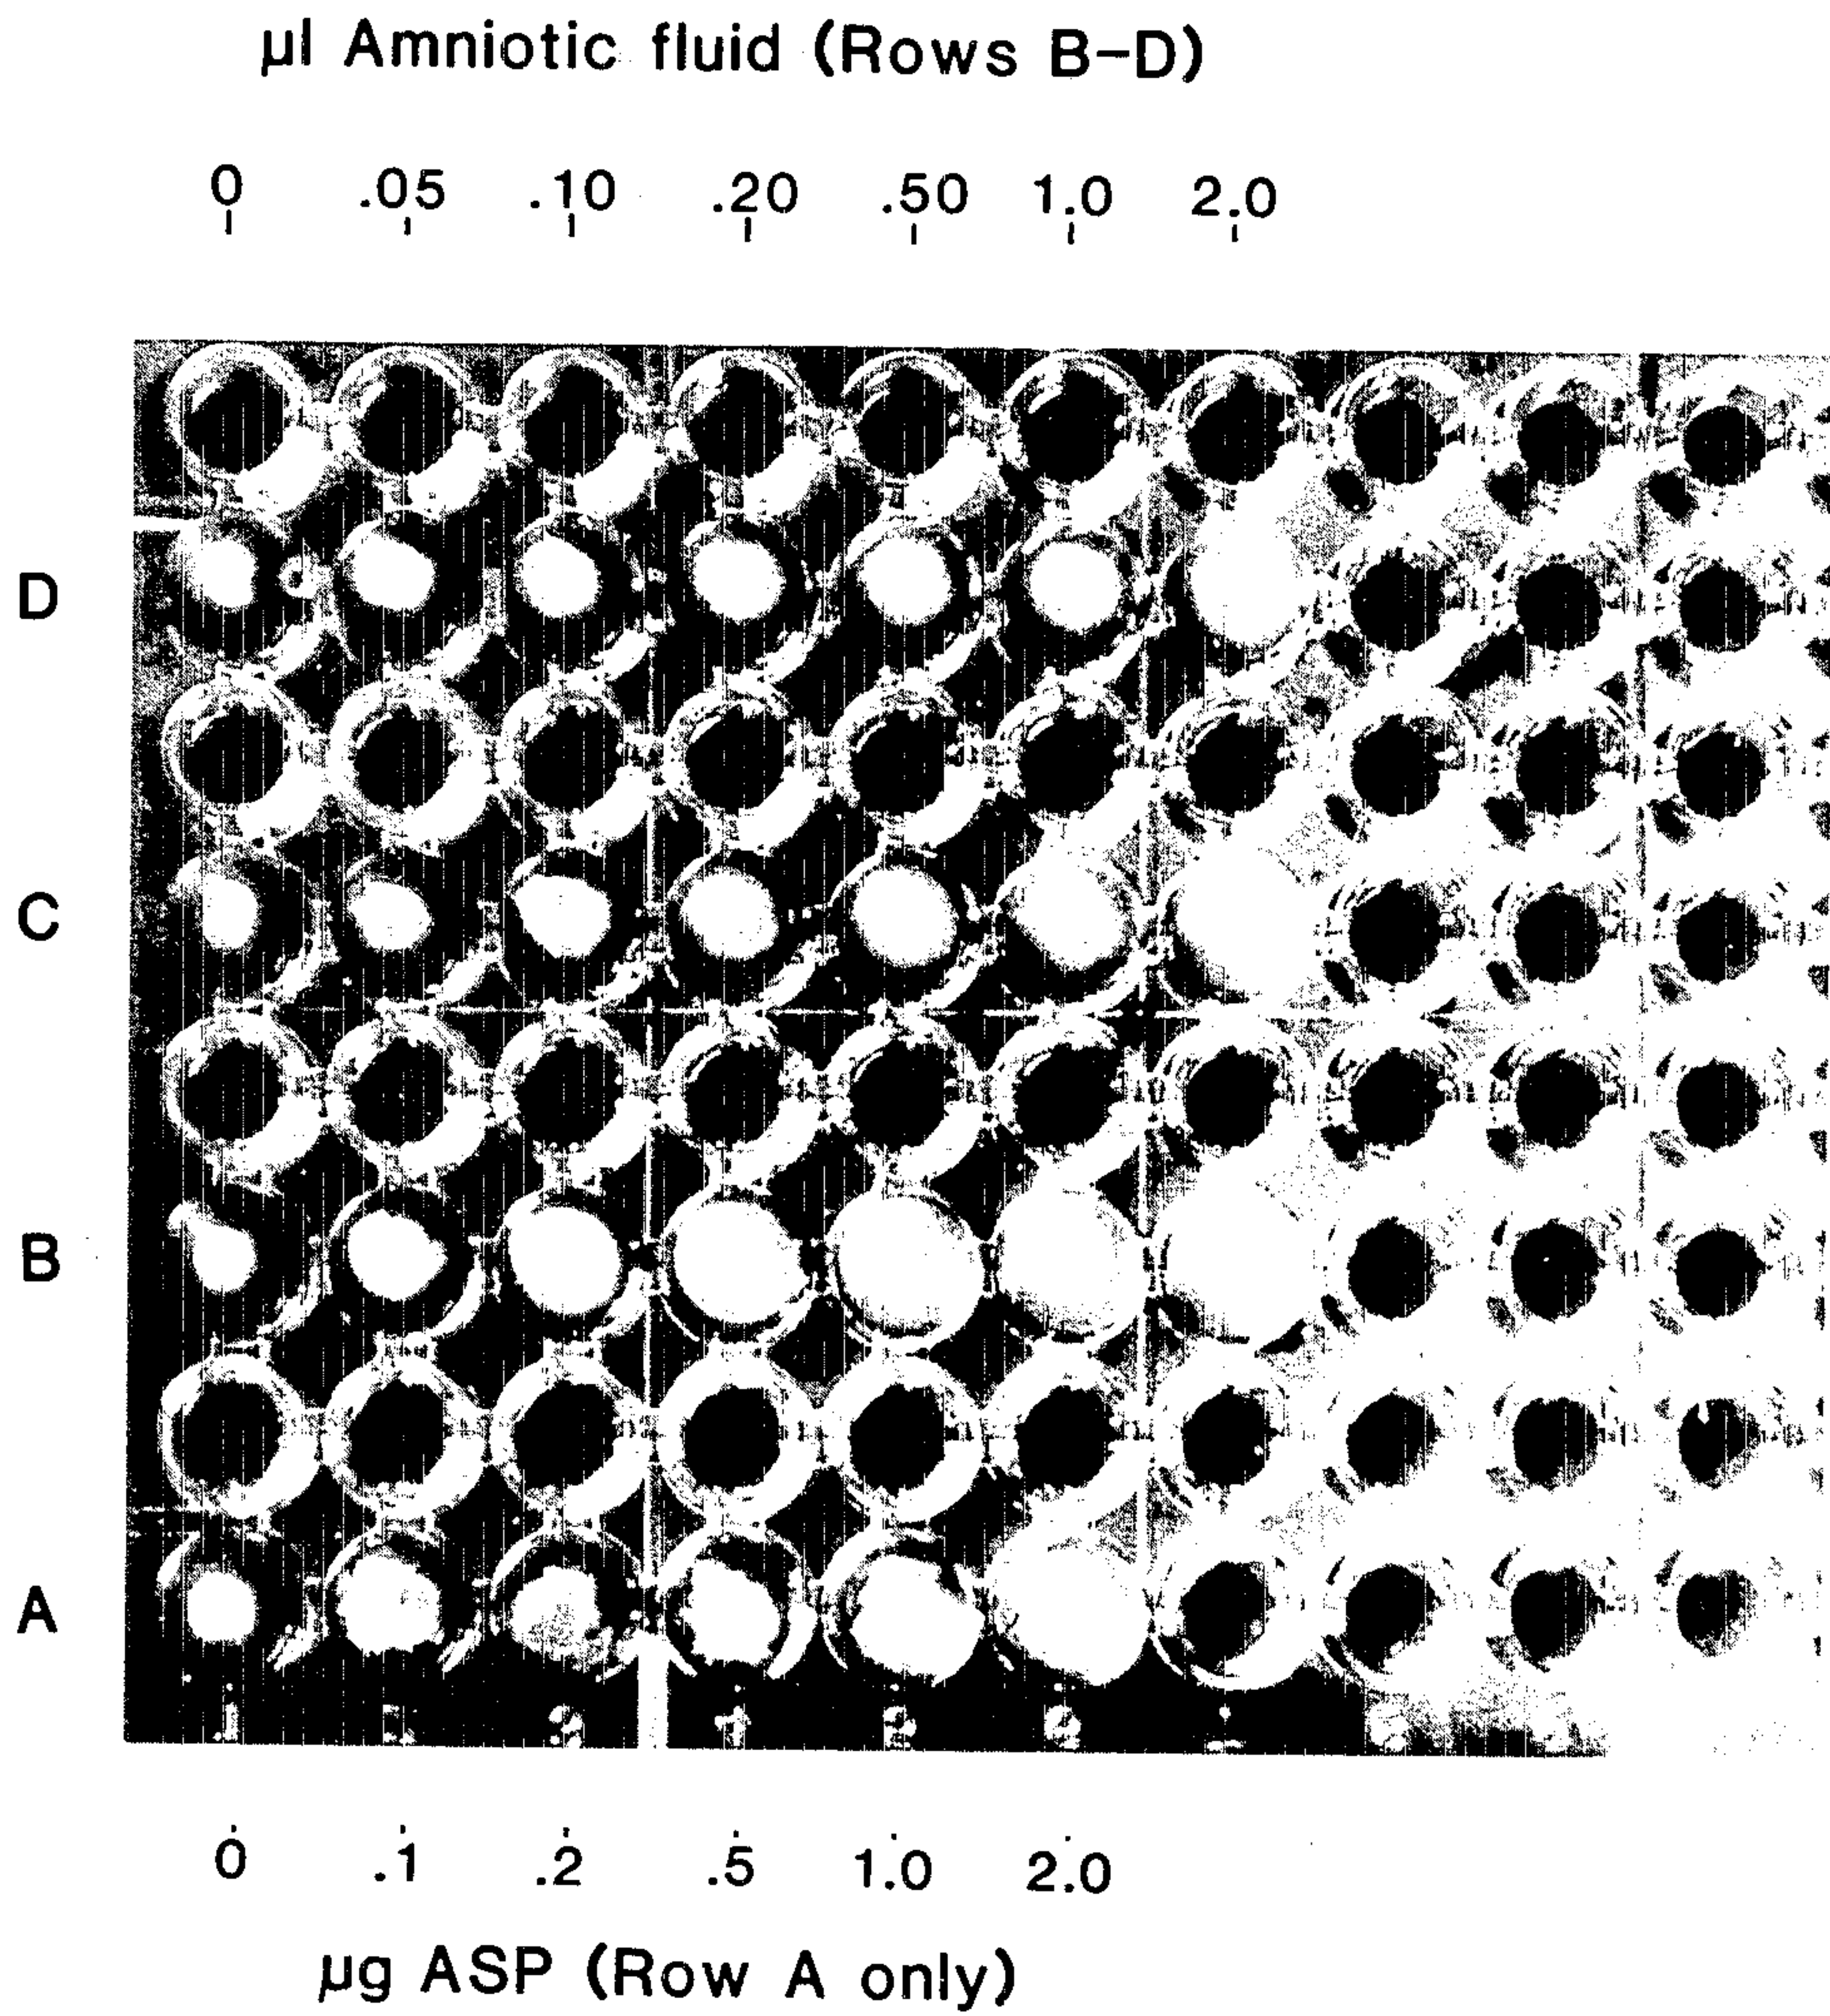 µl Amniotic fluid (Rows B-D)
0 .05 .10 .20 .50 1.0 2.0
D
C
B
A
0 .1 .2 .5 1.0 2.0
µg ASP (Row A only)